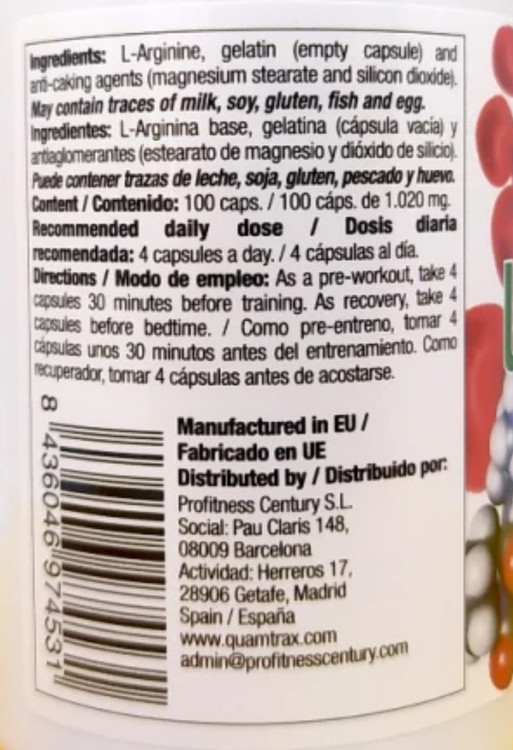 Ingredients: L-Arginine, gelatin (empty capsule) and
anti-caking agents (magnesium stearate and silicon dioxide).
May contain traces of milk, soy, gluten, fish and egg.
Ingredientes: L-Arginina base, gelatina (cápsula vacía) y
antiaglomerantes (estearato de magnesio y dióxido de silicio).
Puede contener trazas de leche, soja, gluten, pescado y huevo.
Content / Contenido: 100 caps. / 100 cáps. de 1.020 mg.
Recommended daily dose / Dosis diaria
recomendada: 4 capsules a day. / 4 cápsulas al día.
Directions / Modo de empleo: As a pre-workout, take 4
capsules 30 minutes before training. As recovery, take 4
capsules before bedtime. / Como pre-entreno, tomar 4
cápsulas unos 30 minutos antes del entrenamiento. Como
recuperador, tomar 4 cápsulas antes de acostarse.
8 436046 974531
Manufactured in EU /
Fabricado en UE
Distributed by / Distribuido por:
Profitness Century S.L.
Social: Pau Claris 148,
08009 Barcelona
Actividad: Herreros 17,
28906 Getafe, Madrid
Spain / España
www.quamtrax.com
admin@profitnesscentury.com